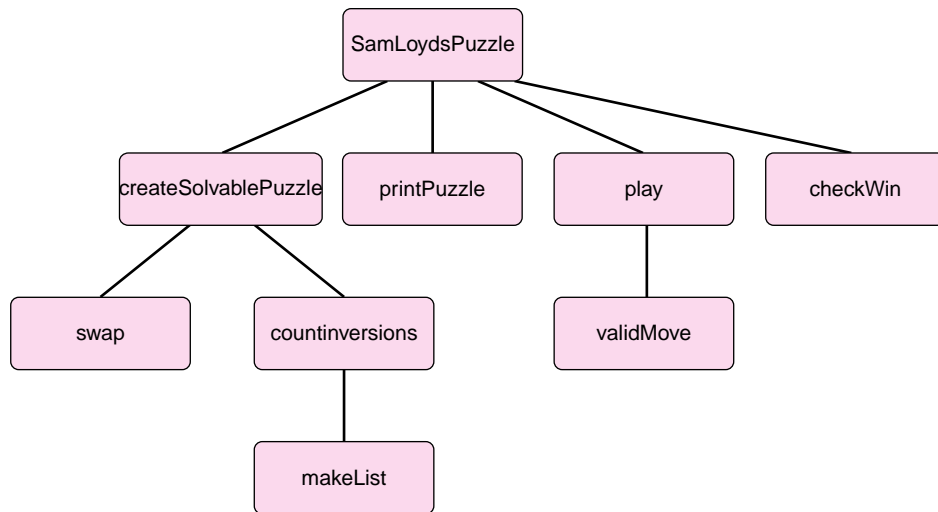 SamLoydsPuzzle
createSolvablePuzzle
printPuzzle
play
checkWin
swap
countinversions
validMove
makeList